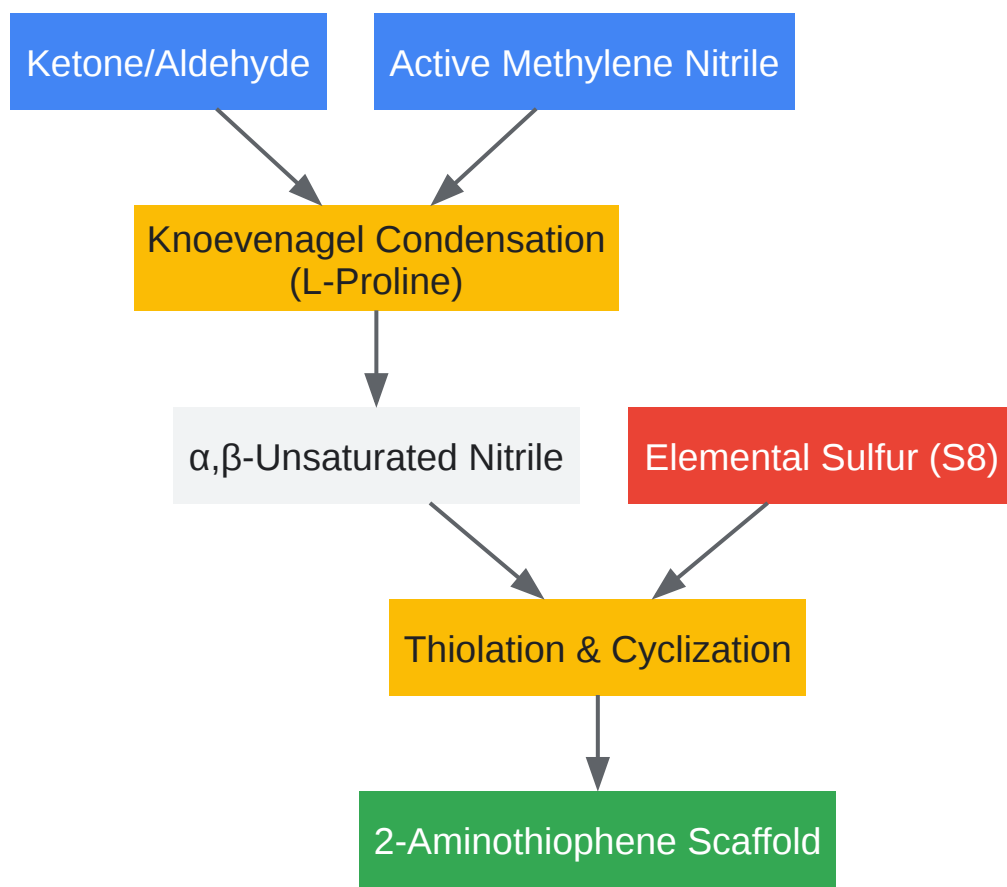 Ketone/Aldehyde
Active Methylene Nitrile
Knoevenagel Condensation
(L-Proline)
α,β-Unsaturated Nitrile
Elemental Sulfur (S8)
Thiolation & Cyclization
2-Aminothiophene Scaffold